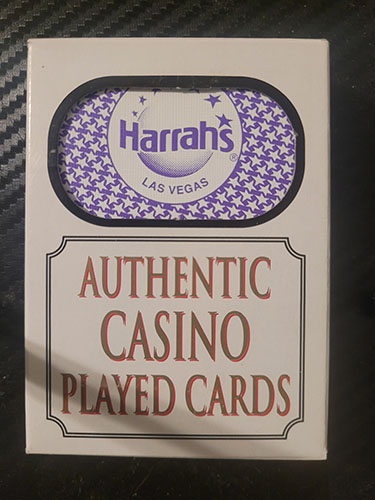 Harrah's®
LAS VEGAS
AUTHENTIC
CASINO
PLAYED CARDS